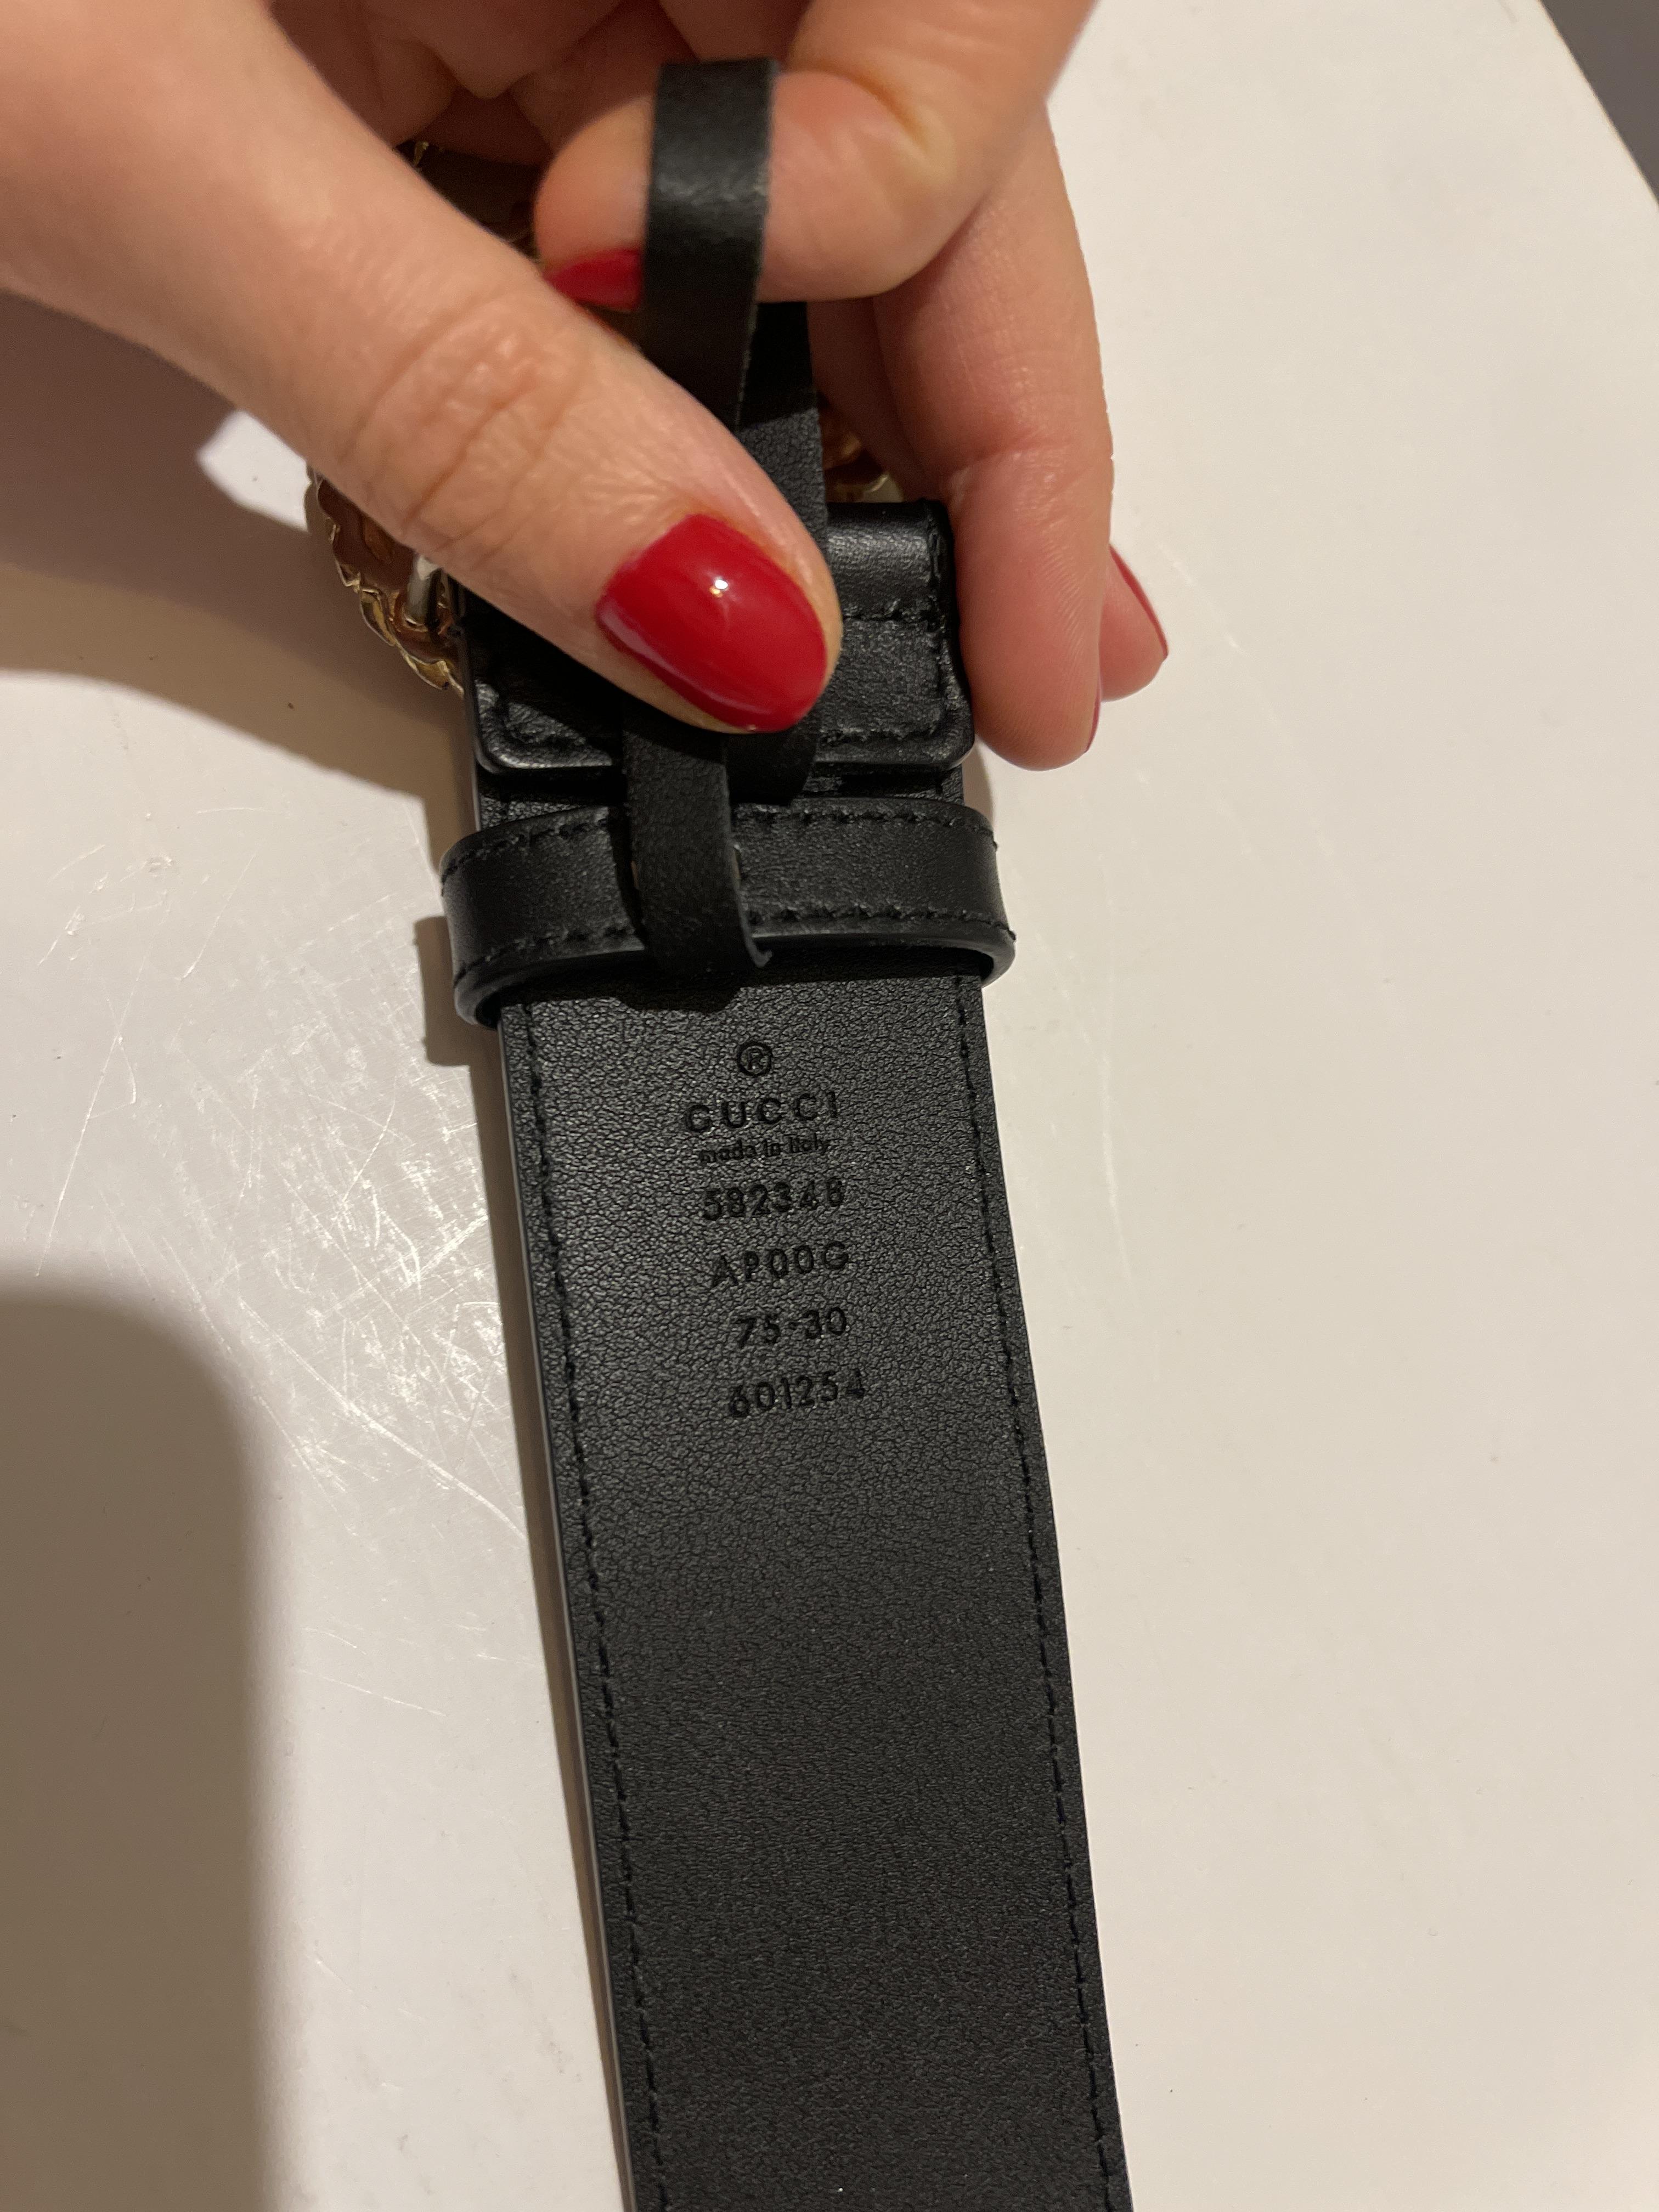 ®
GUCCI
made in Italy
582348
AP00G
75-30
601254